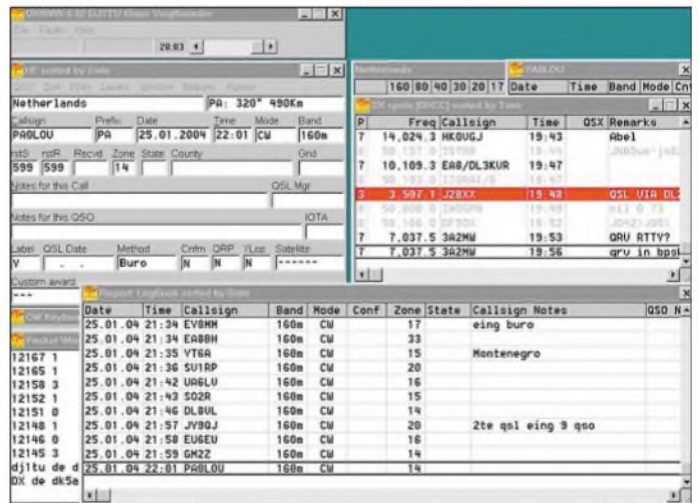 20.03
Netherlands
PA: 320° 490Km
Callsign Prefix Date Time Mode Band
PA0LOU PA 25.01.2004 22:01 CW 160m
rstS rstR Recvd Zone State County Grid
599 599 14
Notes for this Call QSL Mgr
Notes for this QSO IOTA
Label QSL Date Method Cnfm QRP YLop Satellite
Y . . Buro N N N ------
Custom award
---
12167 1
12165 1
12158 3
12152 1
12151 0
12148 1
12146 0
12145 3
dj1tu de d
DX de dk5a
Netherlands
PA0LOU
160 80 40 30 20 17 Date Time Band Mode Cnf
DX spots [DXCC] sorted by Time
P Freq Callsign Time QSX Remarks
7 14,024.3 HK0VGJ 19:43 Abel
7 10,109.3 EA8/DL3KVR 19:47
3 3,507.1 J28XX 19:48 QSL VIA DL
7 7,037.5 3A2MW 19:53 QRV RTTY?
7 7,037.5 3A2MW 19:56 qrv in bps
Report LogBook sorted by Date
Date Time Callsign Band Mode Conf Zone State Callsign Notes QSO N
25.01.04 21:34 EV8MM 160m CW 17 eing buro
25.01.04 21:34 EA8BH 160m CW 33
25.01.04 21:35 YT6A 160m CW 15 Montenegro
25.01.04 21:36 SU1RP 160m CW 20
25.01.04 21:42 UA6LV 160m CW 16
25.01.04 21:43 SO2R 160m CW 15
25.01.04 21:46 DL8UL 160m CW 14
25.01.04 21:57 JY9QJ 160m CW 20 2te qsl eing 9 qso
25.01.04 21:58 EU6EU 160m CW 16
25.01.04 21:59 GM2Z 160m CW 14
25.01.04 22:01 PA0LOU 160m CW 14